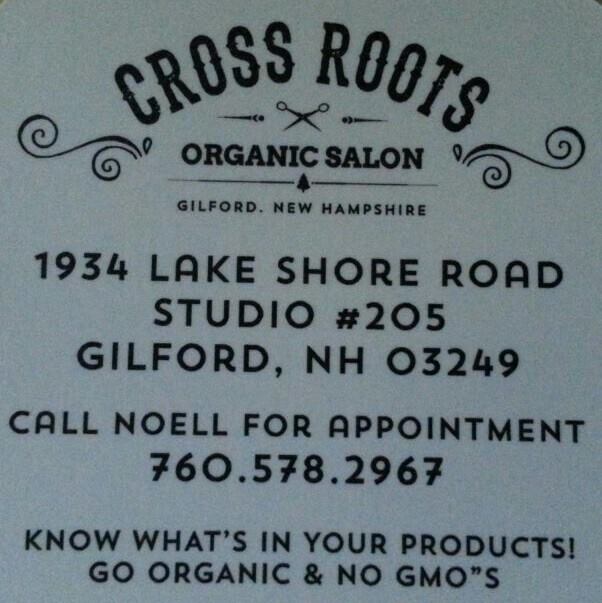 CROSS ROOTS
ORGANIC SALON
GILFORD. NEW HAMPSHIRE
1934 LAKE SHORE ROAD
STUDIO #205
GILFORD, NH 03249
CALL NOELL FOR APPOINTMENT
760.578.2967
KNOW WHAT'S IN YOUR PRODUCTS!
GO ORGANIC & NO GMO"S